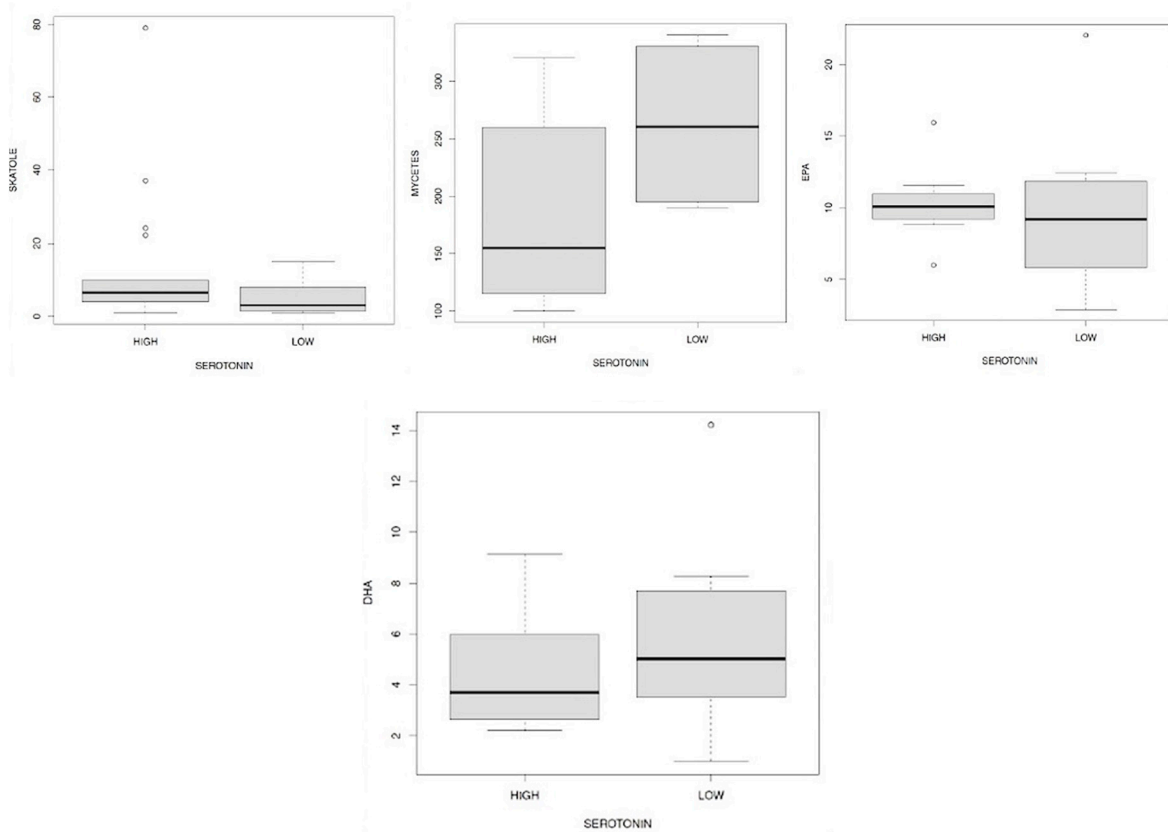 80
60
40
20
0
SKATOLE
HIGH
LOW
SEROTONIN
300
250
200
150
100
MYCETES
HIGH
LOW
SEROTONIN
20
15
10
5
EPA
HIGH
LOW
SEROTONIN
14
12
10
8
6
4
2
DHA
HIGH
LOW
SEROTONIN